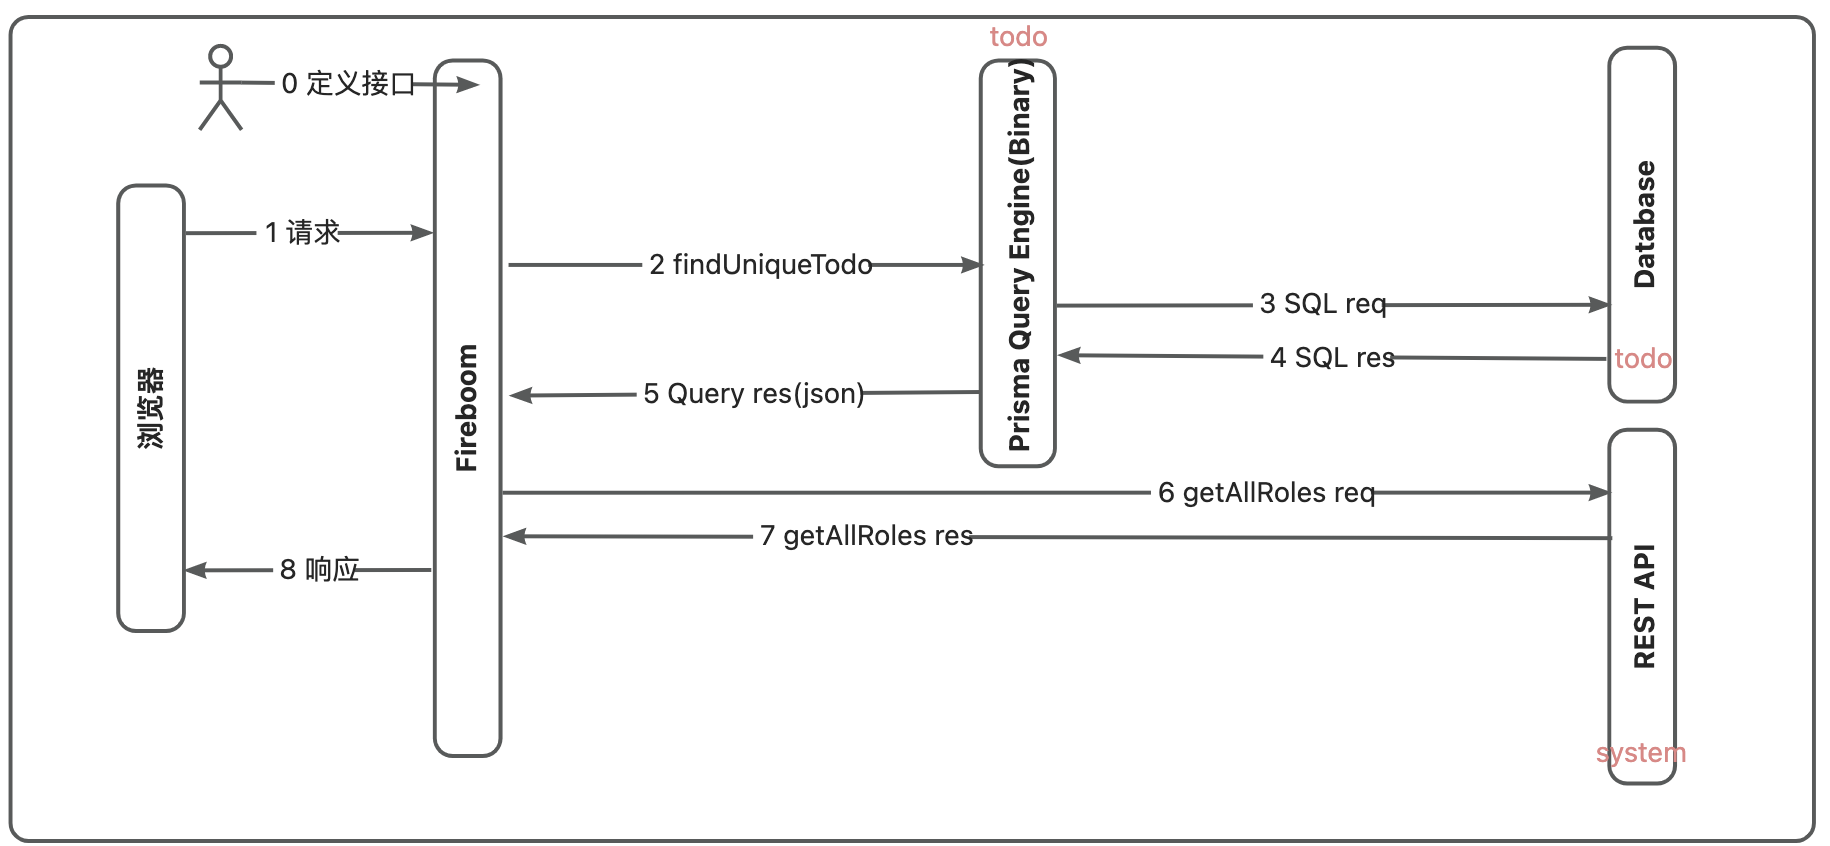 todo
0 定义接口
1 请求
2 findUniqueTodo
3 SQL req
4 SQL res
todo
5 Query res(json)
6 getAllRoles req
7 getAllRoles res
8 响应
浏览器
Fireboom
Prisma Query Engine(Binary)
Database
REST API
system